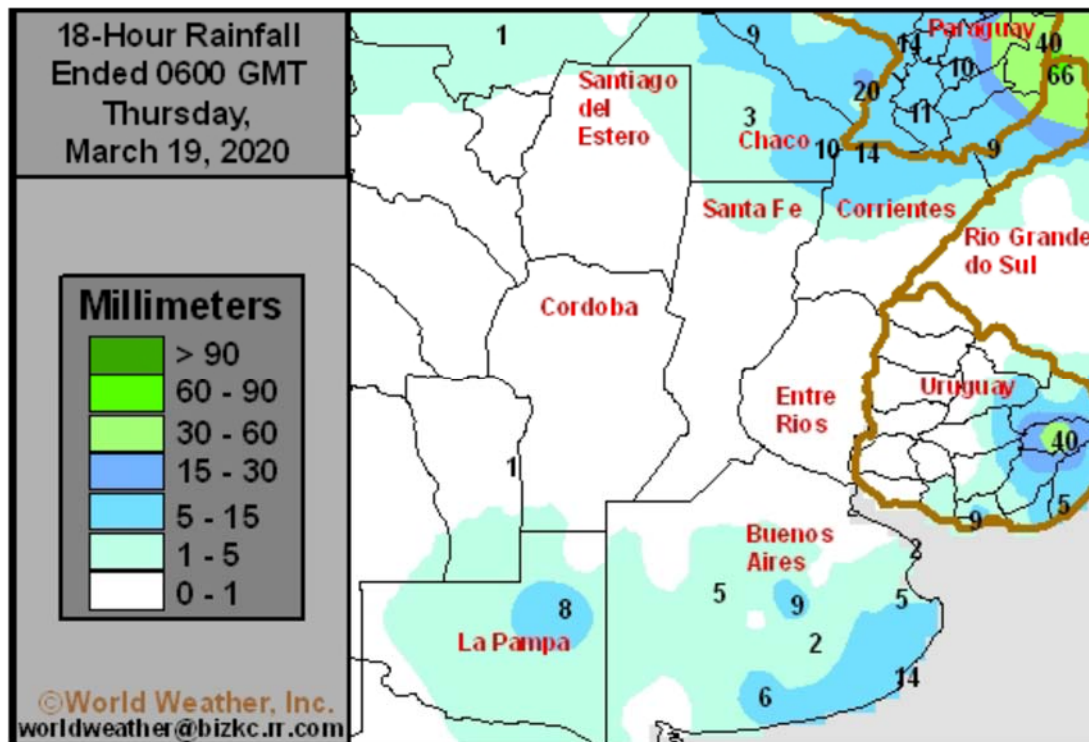 18-Hour Rainfall
Ended 0600 GMT
Thursday,
March 19, 2020
Millimeters
> 90
60 - 90
30 - 60
15 - 30
5 - 15
1 - 5
0 - 1
©World Weather, Inc.
worldweather@bizkc.rr.com
Paraguay
1
9
14
40
10
66
Santiago
del
Estero
20
11
3
Chaco
10
14
9
Santa Fe
Corrientes
Rio Grande
do Sul
Cordoba
Uruguay
Entre
Rios
40
1
5
9
Buenos
Aires
2
8
5
9
5
La Pampa
2
14
6